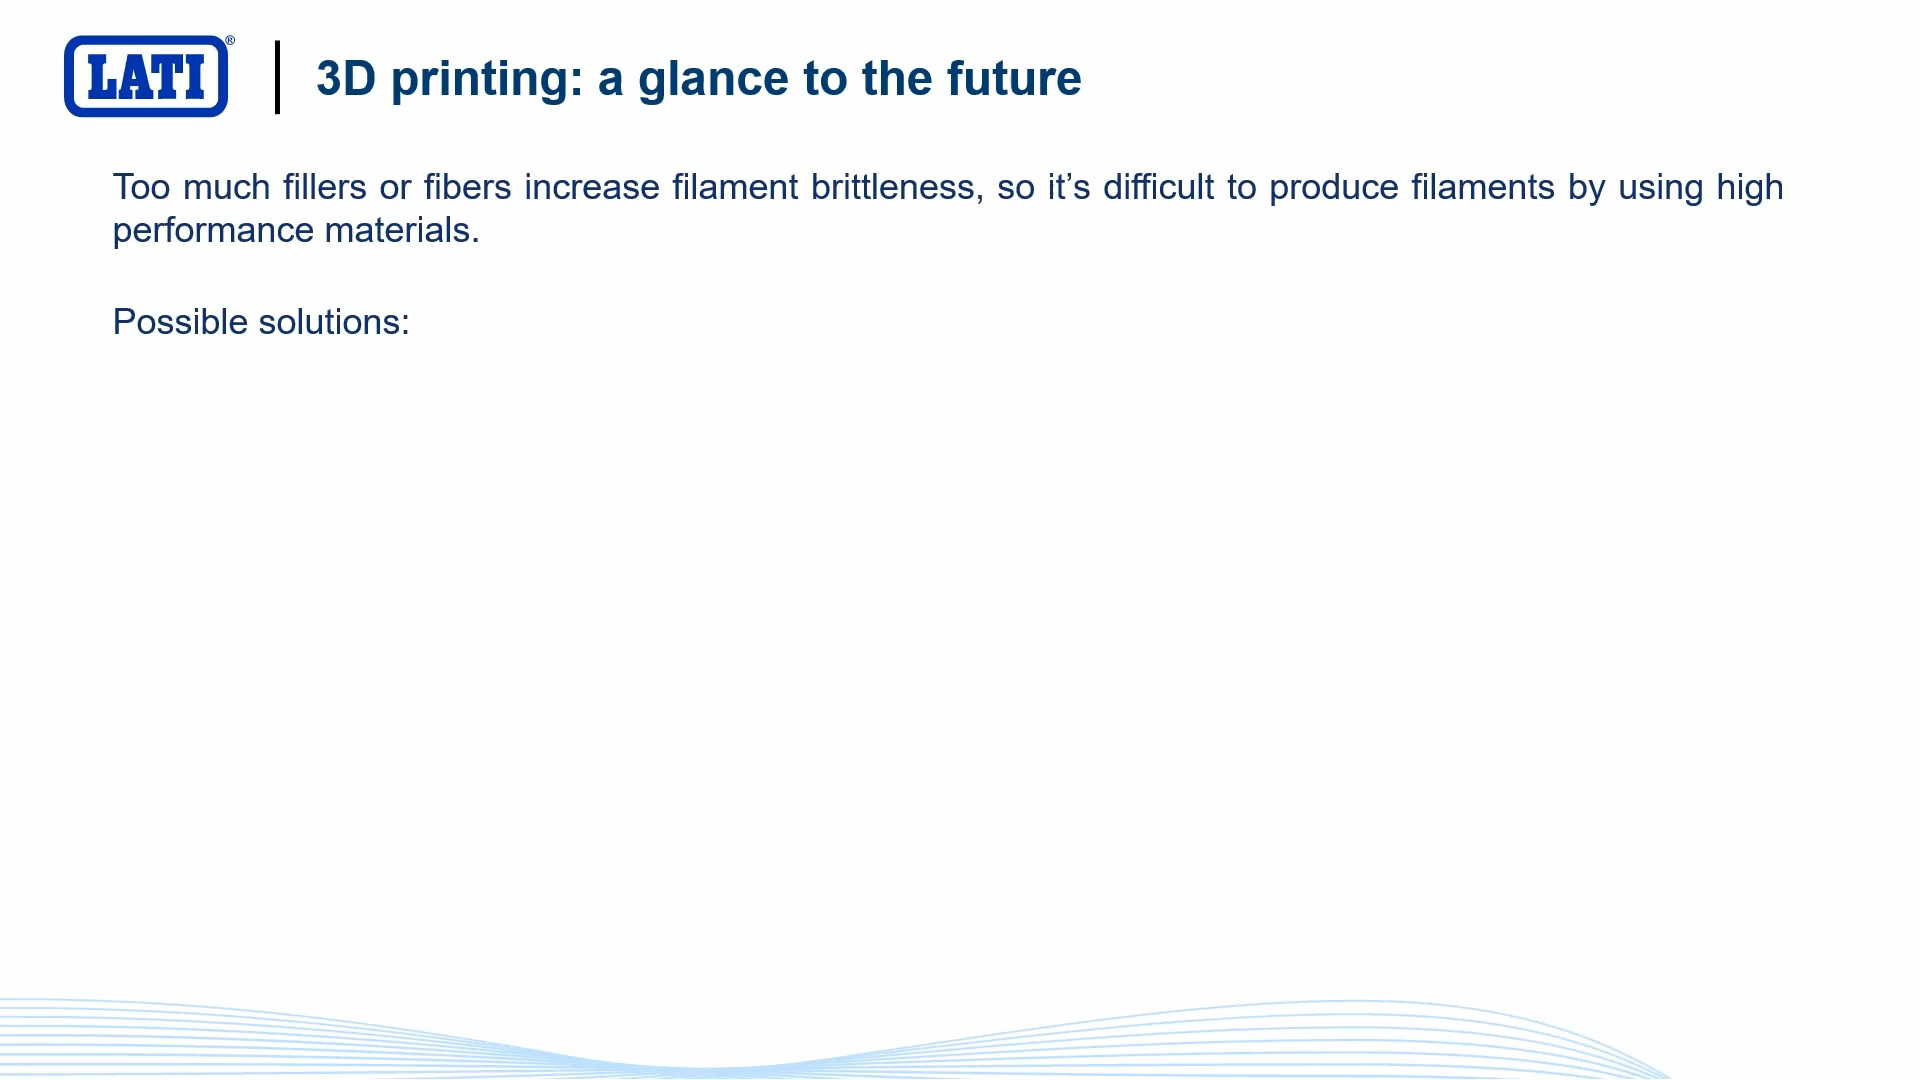 LATI®
3D printing: a glance to the future
Too much fillers or fibers increase filament brittleness, so it’s difficult to produce filaments by using high
performance materials.
Possible solutions: